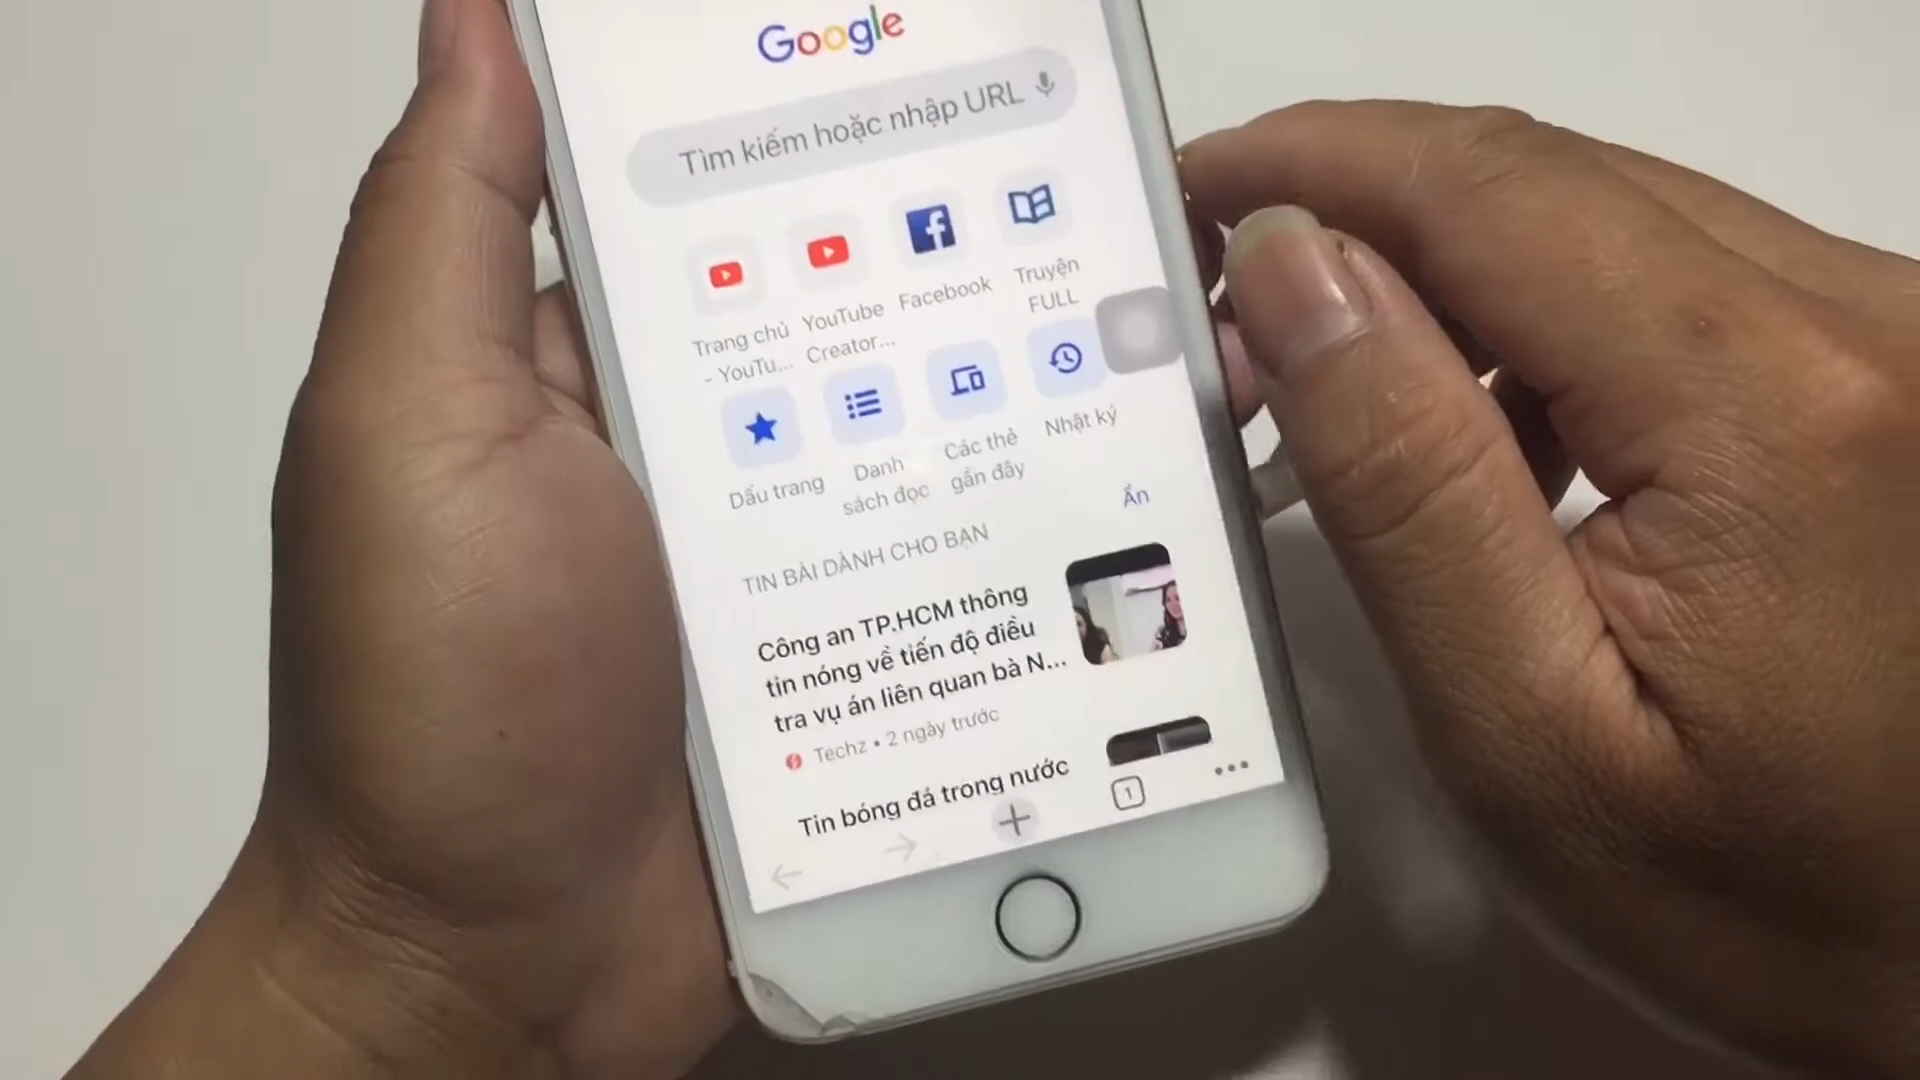 Google
Tìm kiếm hoặc nhập URL
Trang chủ
- YouTu...
YouTube
Creator...
Facebook
Truyện
FULL
Dấu trang
Danh
sách đọc
Các thẻ
gần đây
Nhật ký
TIN BÀI DÀNH CHO BẠN
Ẩn
Công an TP.HCM thông
tin nóng về tiến độ điều
tra vụ án liên quan bà N...
Techz • 2 ngày trước
Tin bóng đá trong nước
1